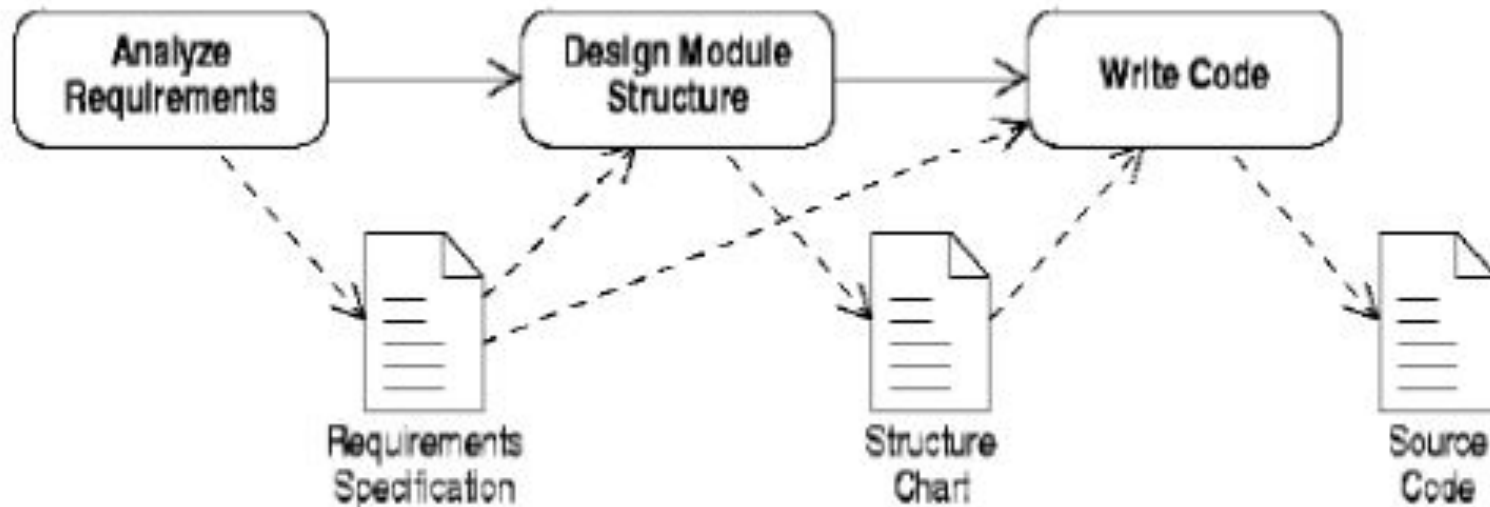 Analyze
Requirements
Design Module
Structure
Write Code
Requirements
Specification
Structure
Chart
Source
Code